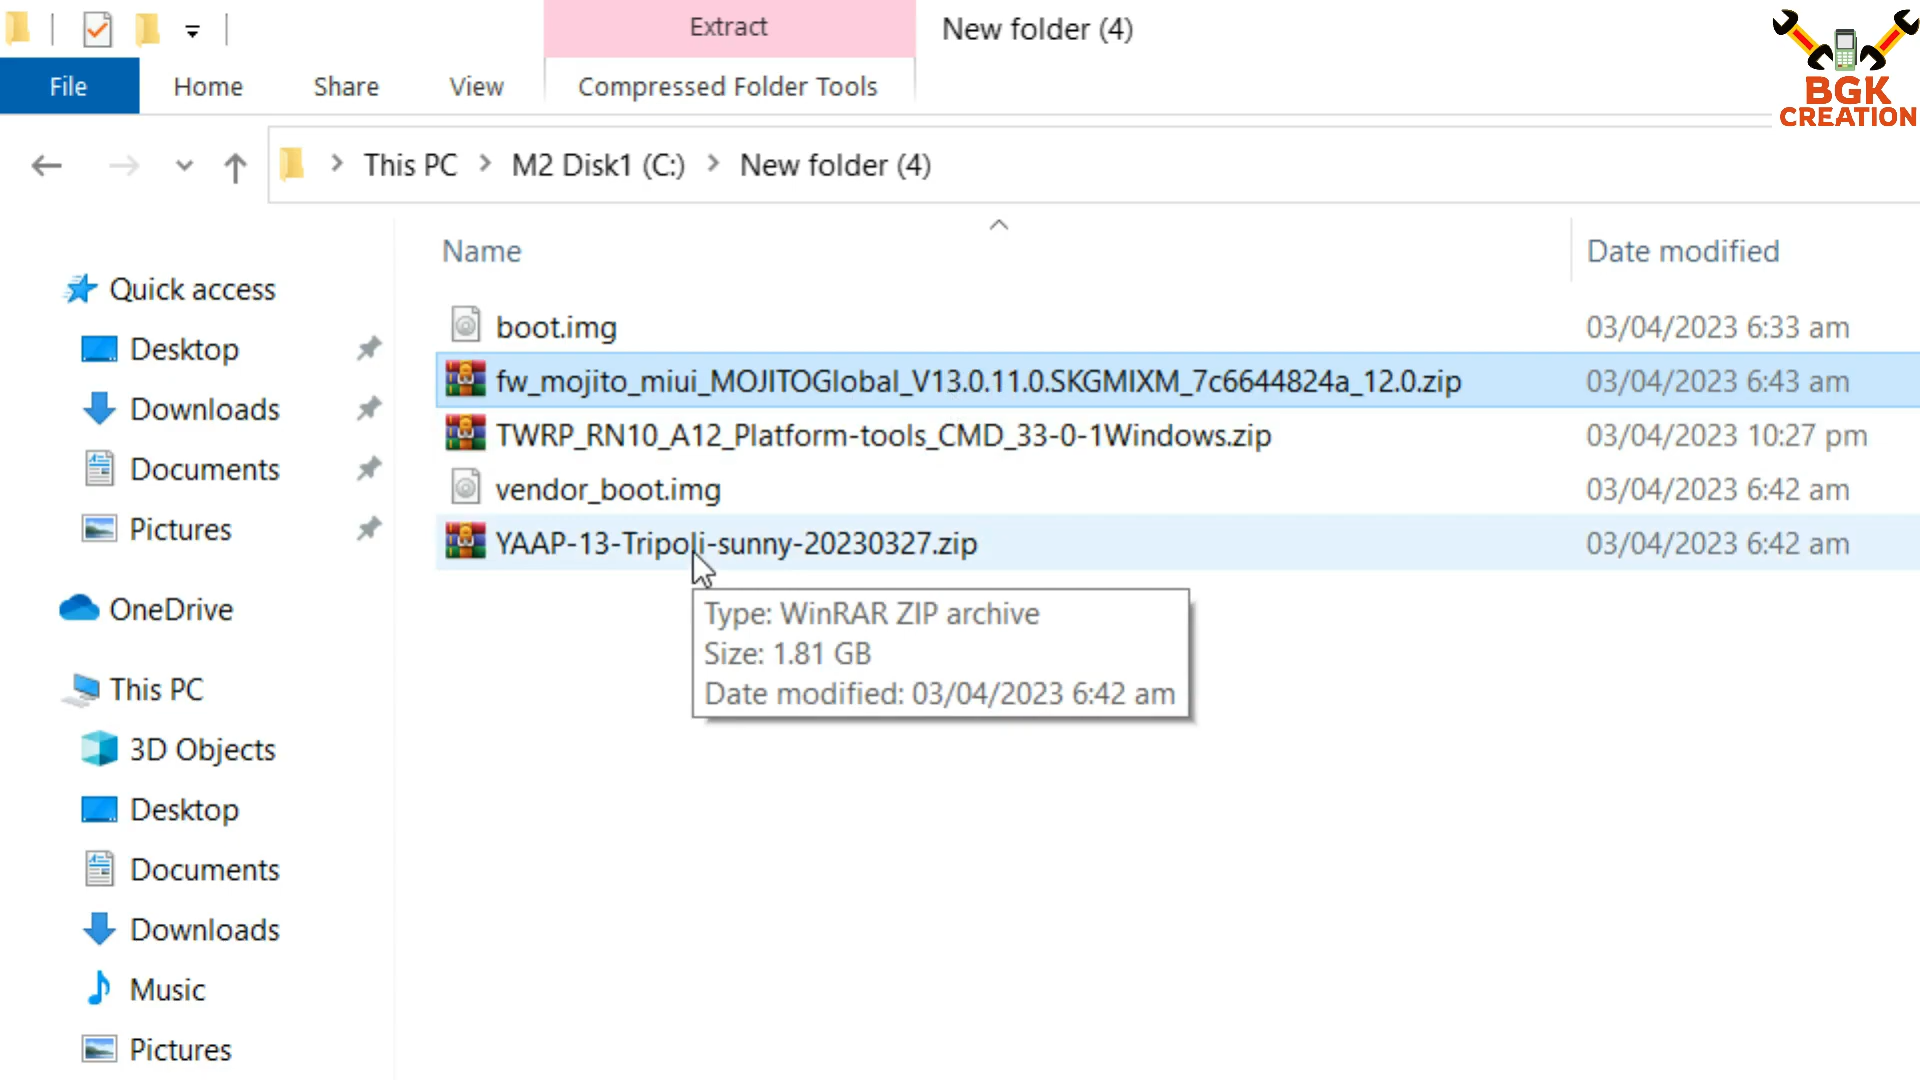 Extract
New folder (4)
BGK
CREATION
File
Home
Share
View
Compressed Folder Tools
This PC
M2 Disk1 (C:)
New folder (4)
Name
Date modified
Quick access
Desktop
Downloads
Documents
Pictures
OneDrive
This PC
3D Objects
Desktop
Documents
Downloads
Music
Pictures
boot.img 03/04/2023 6:33 am
fw_mojito_miui_MOJITOGlobal_V13.0.11.0.SKGMIXM_7c6644824a_12.0.zip 03/04/2023 6:43 am
TWRP_RN10_A12_Platform-tools_CMD_33-0-1Windows.zip 03/04/2023 10:27 pm
vendor_boot.img 03/04/2023 6:42 am
YAAP-13-Tripoli-sunny-20230327.zip 03/04/2023 6:42 am
Type: WinRAR ZIP archive
Size: 1.81 GB
Date modified: 03/04/2023 6:42 am